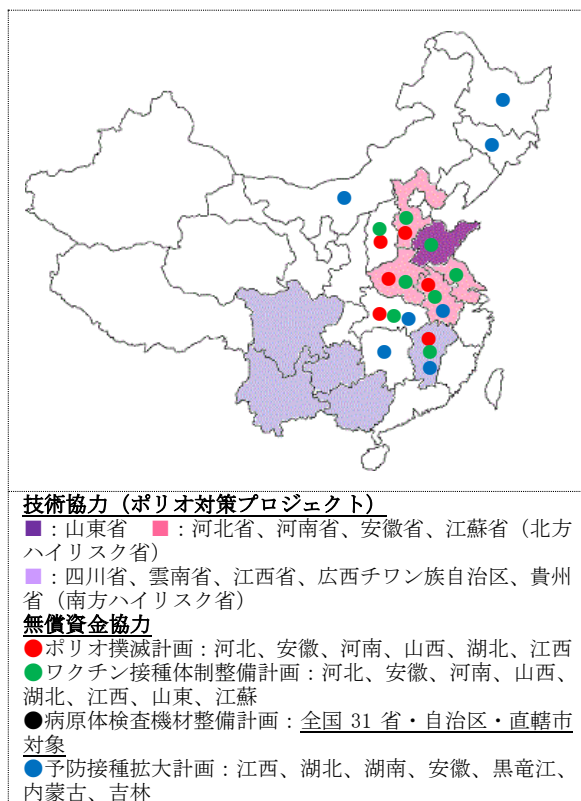 技術協力（ポリオ対策プロジェクト）
■：山東省　■：河北省、河南省、安徽省、江蘇省（北方
ハイリスク省）
■：四川省、雲南省、江西省、広西チワン族自治区、貴州
省（南方ハイリスク省）
無償資金協力
●ポリオ撲滅計画：河北、安徽、河南、山西、湖北、江西
●ワクチン接種体制整備計画：河北、安徽、河南、山西、
湖北、江西、山東、江蘇
●病原体検査機材整備計画：全国 31 省・自治区・直轄市
対象
●予防接種拡大計画：江西、湖北、湖南、安徽、黒竜江、
内蒙古、吉林